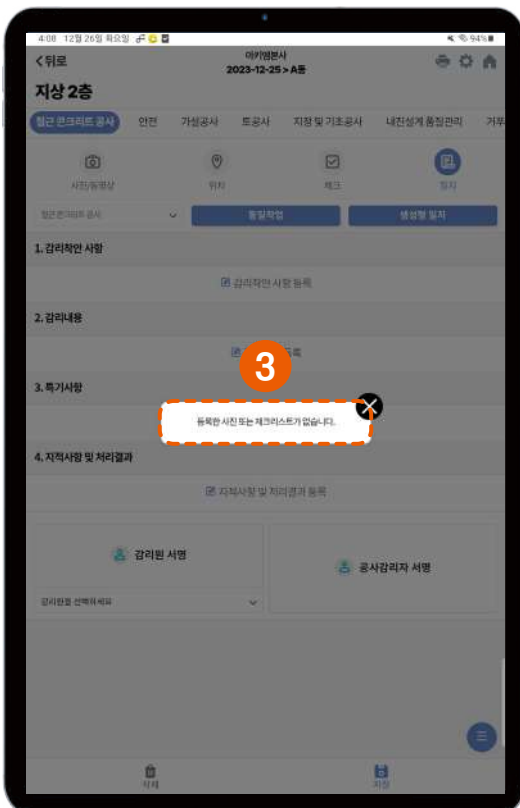 4:08 12월 26일 화요일
94%
<뒤로
아키엠본사
2023-12-25 > A동
지상 2층
철근 콘크리트 공사 안전 가설공사 토공사 지정 및 기초공사 내진설계 품질관리 거푸
사진/동영상 위치 체크 일지
철근 콘크리트 공사 동일작업 생성형 일지
1. 감리착안 사항
감리착안 사항 등록
2. 감리내용
등록
3
3. 특기사항
등록한 사진 또는 체크리스트가 없습니다.
4. 지적사항 및 처리결과
지적사항 및 처리결과 등록
감리원 서명
공사감리자 서명
감리원을 선택하세요
삭제 저장